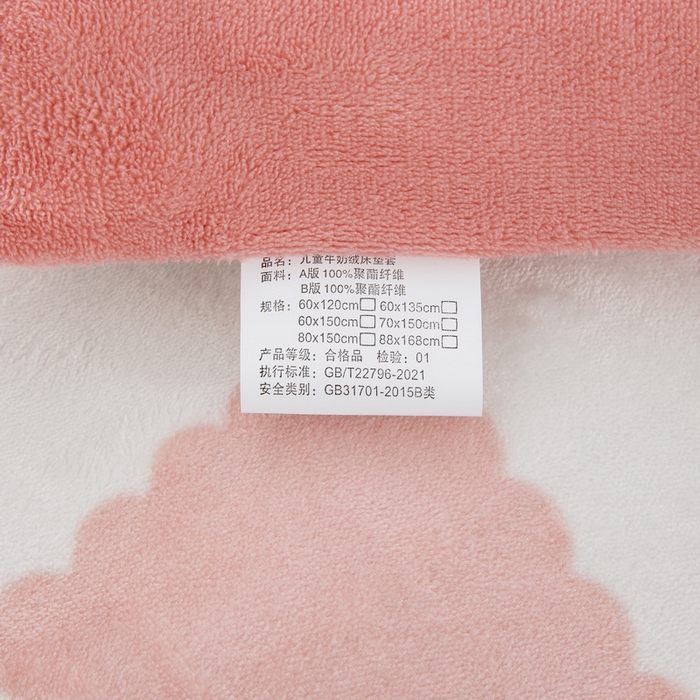 品名：儿童牛奶绒床垫套
面料：A版 100%聚酯纤维
B版 100%聚酯纤维
规格：60x120cm□ 60x135cm□
60x150cm□ 70x150cm□
80x150cm□ 88x168cm□
产品等级：合格品 检验：01
执行标准：GB/T22796-2021
安全类别：GB31701-2015B类